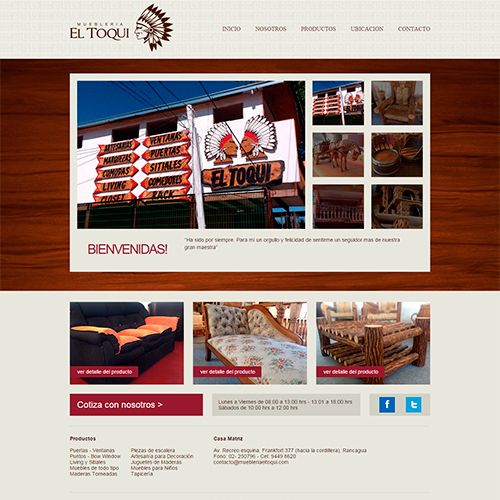 MUEBLERIA
EL TOQUI
INICIO NOSOTROS PRODUCTOS UBICACION CONTACTO
ARTESANIAS
MARQUEZAS
COMODAS
LIVING
CLOSET
VENTANAS
PUERTAS
SITIALES
COMEDORES
RACK
BAR
EL TOQUI
BIENVENIDAS!
"Ha sido por siempre. Para mí un orgullo y felicidad de sentirme un seguidor mas de nuestra
gran maestra"
ver detalle del producto
ver detalle del producto
ver detalle del producto
Cotiza con nosotros >
Lunes a Viernes de 08:00 a 13:00 hrs - 13:01 a 18:00 hrs
Sábados de 10:00 hrs a 12:00 hrs
Productos
Puertas - Ventanas
Portos - Bow Window
Living y Sitiales
Muebles de todo tipo
Maderas Torneadas
Piezas de escalera
Artesania para Decoración
Juguetes de Maderas
Muebles para Niños
Tapicería
Casa Matriz
Av. Recreo esquina. Frankfort 377 (hacia la cordillera), Rancagua
Fono: 02- 290796 - Cel: 9449 8620
contacto@muebleriaeltoqui.com